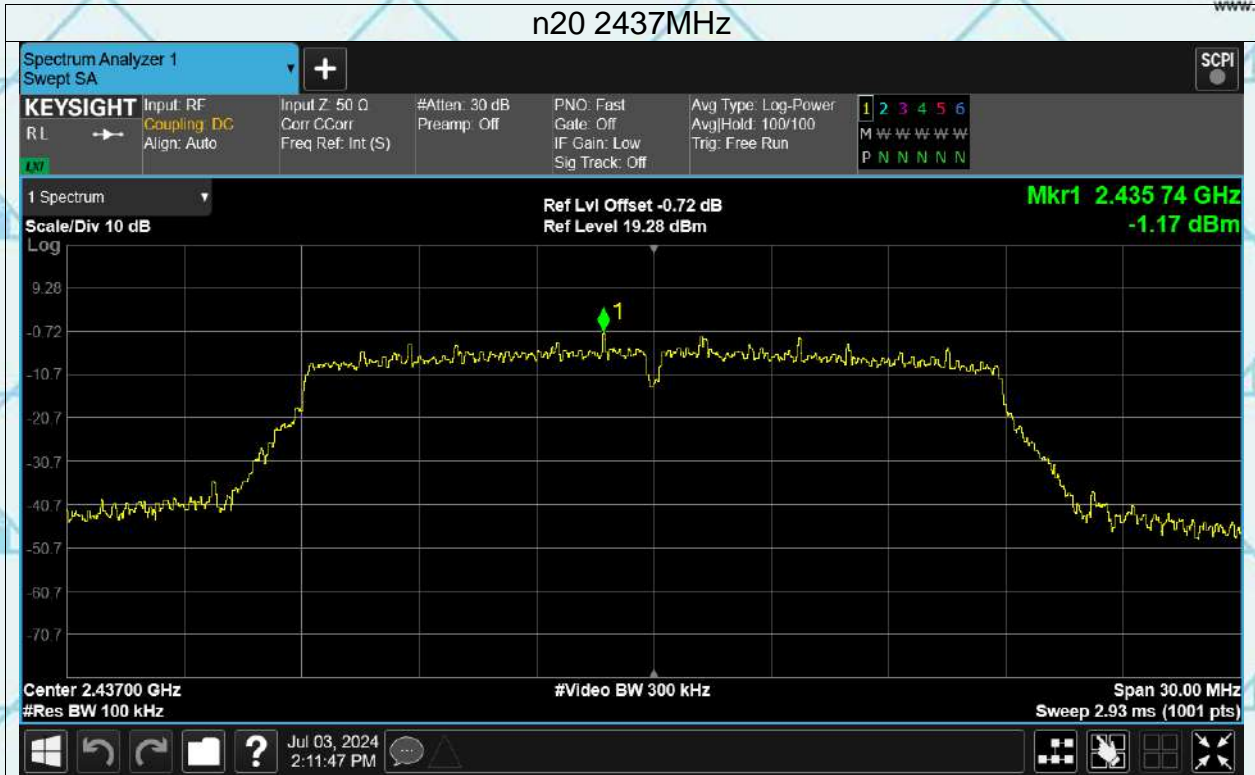 www.
n20 2437MHz
Spectrum Analyzer 1
Swept SA
+
SCPI
KEYSIGHT
RL
LXI
Input: RF
Coupling: DC
Align: Auto
Input Z: 50 Ω
Corr CCorr
Freq Ref: Int (S)
#Atten: 30 dB
Preamp: Off
PNO: Fast
Gate: Off
IF Gain: Low
Sig Track: Off
Avg Type: Log-Power
Avg|Hold: 100/100
Trig: Free Run
1 2 3 4 5 6
M W W W W W
P N N N N N
1 Spectrum
Scale/Div 10 dB
Log
Ref Lvl Offset -0.72 dB
Ref Level 19.28 dBm
Mkr1 2.435 74 GHz
-1.17 dBm
9.28
1
-0.72
-10.7
-20.7
-30.7
-40.7
-50.7
-60.7
-70.7
Center 2.43700 GHz
#Video BW 300 kHz
Span 30.00 MHz
#Res BW 100 kHz
Sweep 2.93 ms (1001 pts)
?
Jul 03, 2024
2:11:47 PM